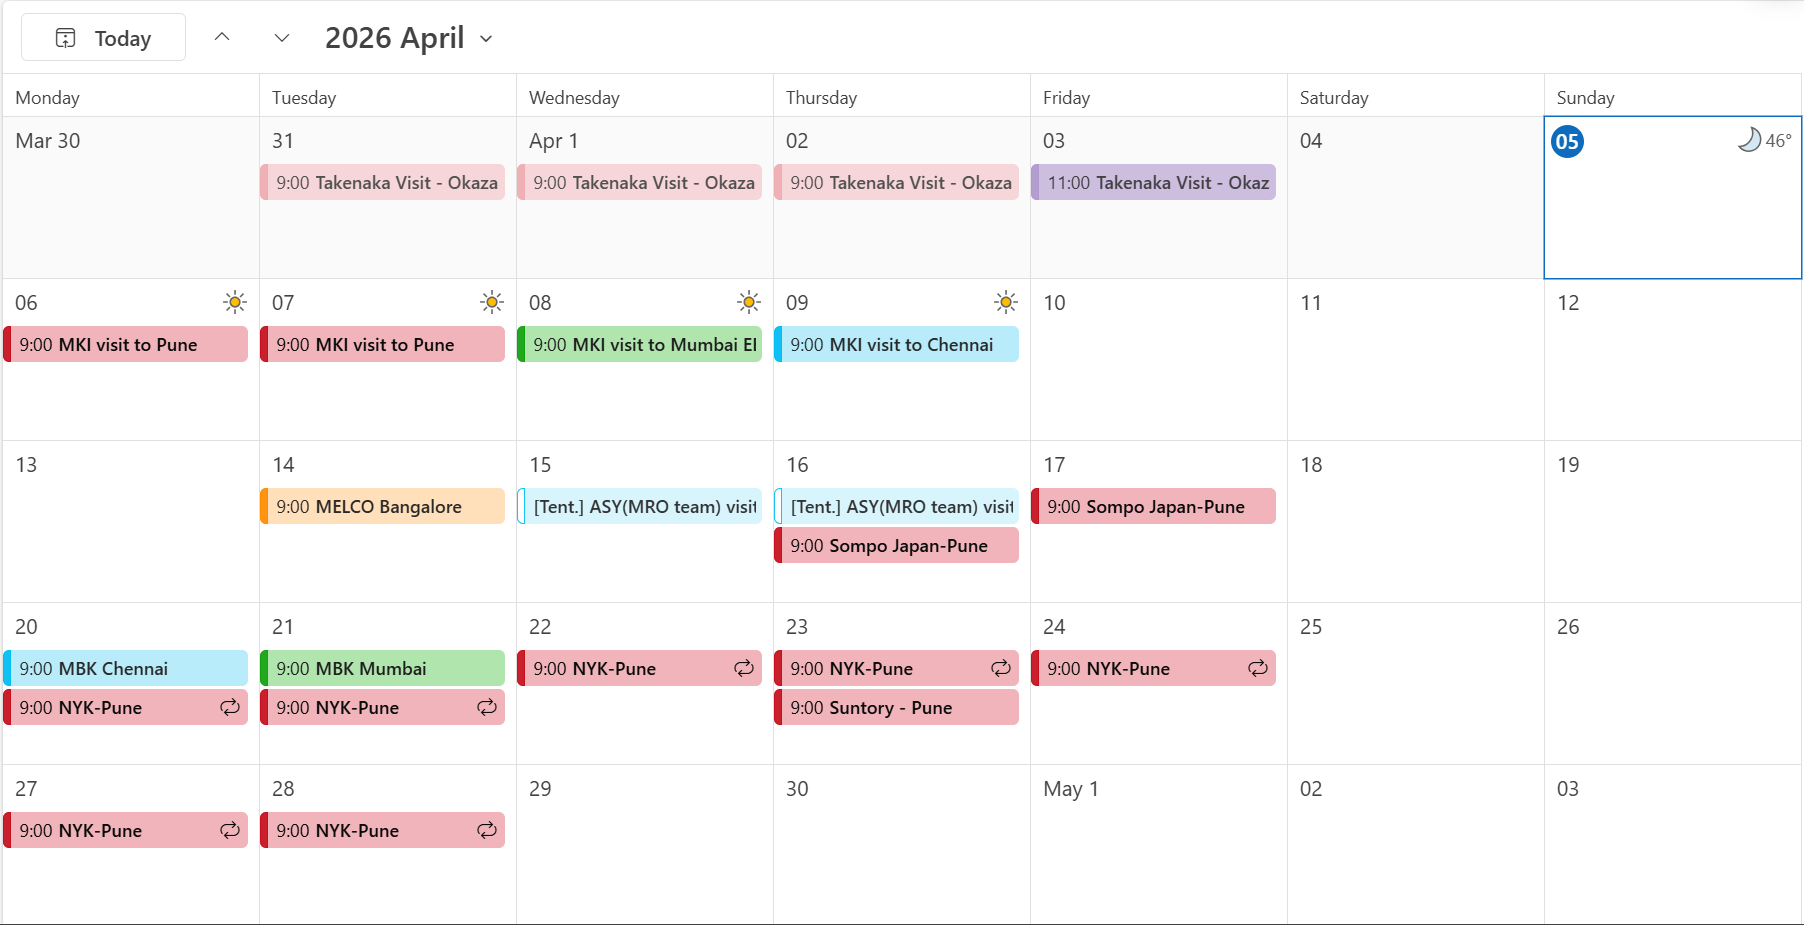 Today
2026 April
Monday
Tuesday
Wednesday
Thursday
Friday
Saturday
Sunday
Mar 30
31
9:00 Takenaka Visit - Okaza
Apr 1
9:00 Takenaka Visit - Okaza
02
9:00 Takenaka Visit - Okaza
03
11:00 Takenaka Visit - Okaz
04
05
46°
06
9:00 MKI visit to Pune
07
9:00 MKI visit to Pune
08
9:00 MKI visit to Mumbai
09
9:00 MKI visit to Chennai
10
11
12
13
14
9:00 MELCO Bangalore
15
[Tent.] ASY(MRO team) visit
16
[Tent.] ASY(MRO team) visit
9:00 Sompo Japan-Pune
17
9:00 Sompo Japan-Pune
18
19
20
9:00 MBK Chennai
9:00 NYK-Pune
21
9:00 MBK Mumbai
9:00 NYK-Pune
22
9:00 NYK-Pune
23
9:00 NYK-Pune
9:00 Suntory - Pune
24
9:00 NYK-Pune
25
26
27
9:00 NYK-Pune
28
9:00 NYK-Pune
29
30
May 1
02
03